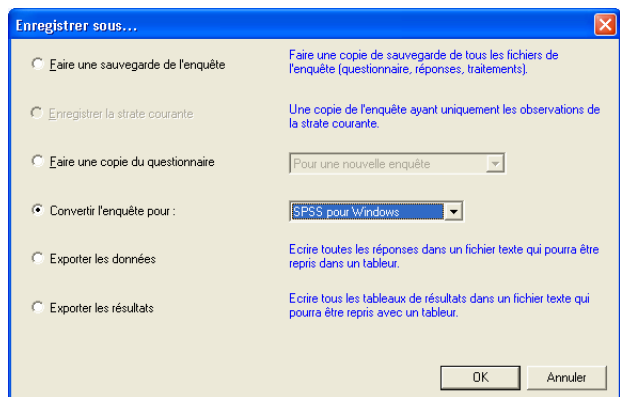 Enregistrer sous...
Faire une sauvegarde de l'enquête
Faire une copie de sauvegarde de tous les fichiers de
l'enquête (questionnaire, réponses, traitements).
Enregistrer la strate courante
Une copie de l'enquête ayant uniquement les observations de
la strate courante.
Faire une copie du questionnaire
Pour une nouvelle enquête
Convertir l'enquête pour :
SPSS pour Windows
Exporter les données
Ecrire toutes les réponses dans un fichier texte qui pourra être
repris dans un tableur.
Exporter les résultats
Ecrire tous les tableaux de résultats dans un fichier texte qui
pourra être repris avec un tableur.
OK
Annuler